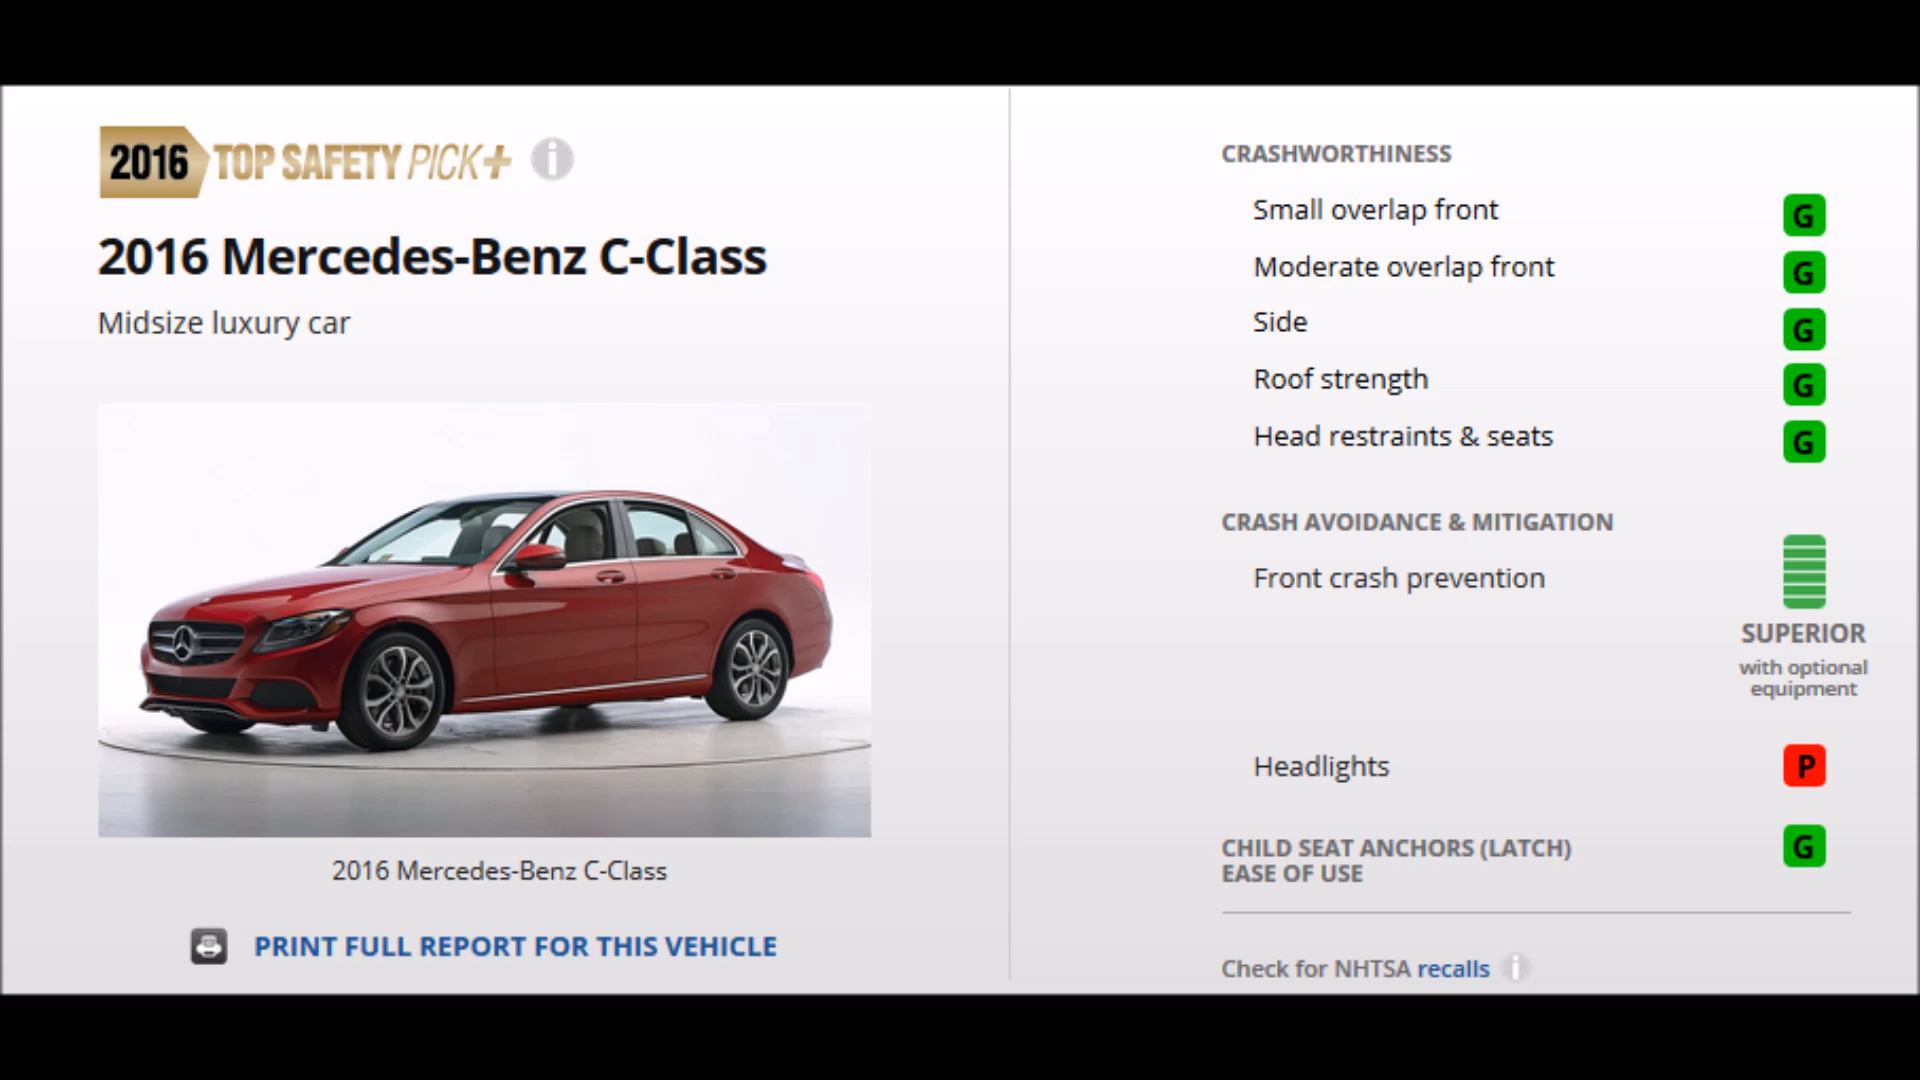 2016 TOP SAFETY PICK+ i
2016 Mercedes-Benz C-Class
Midsize luxury car
2016 Mercedes-Benz C-Class
PRINT FULL REPORT FOR THIS VEHICLE
CRASHWORTHINESS
Small overlap front G
Moderate overlap front G
Side G
Roof strength G
Head restraints & seats G
CRASH AVOIDANCE & MITIGATION
Front crash prevention
SUPERIOR
with optional
equipment
Headlights P
CHILD SEAT ANCHORS (LATCH) G
EASE OF USE
Check for NHTSA recalls i